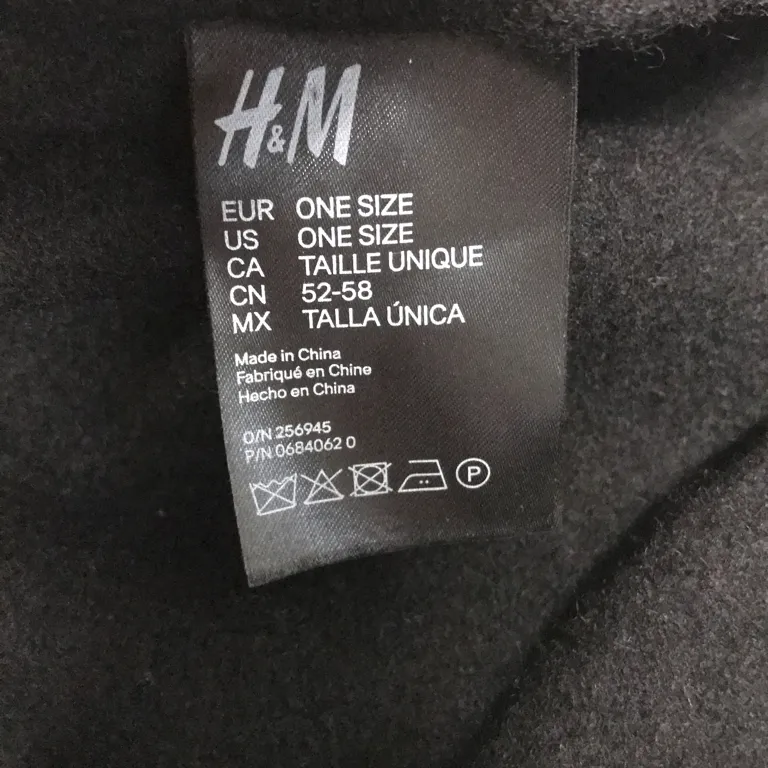 H&M
EUR ONE SIZE
US ONE SIZE
CA TAILLE UNIQUE
CN 52-58
MX TALLA ÚNICA
Made in China
Fabriqué en Chine
Hecho en China
O/N 256945
P/N 0684062 0
P